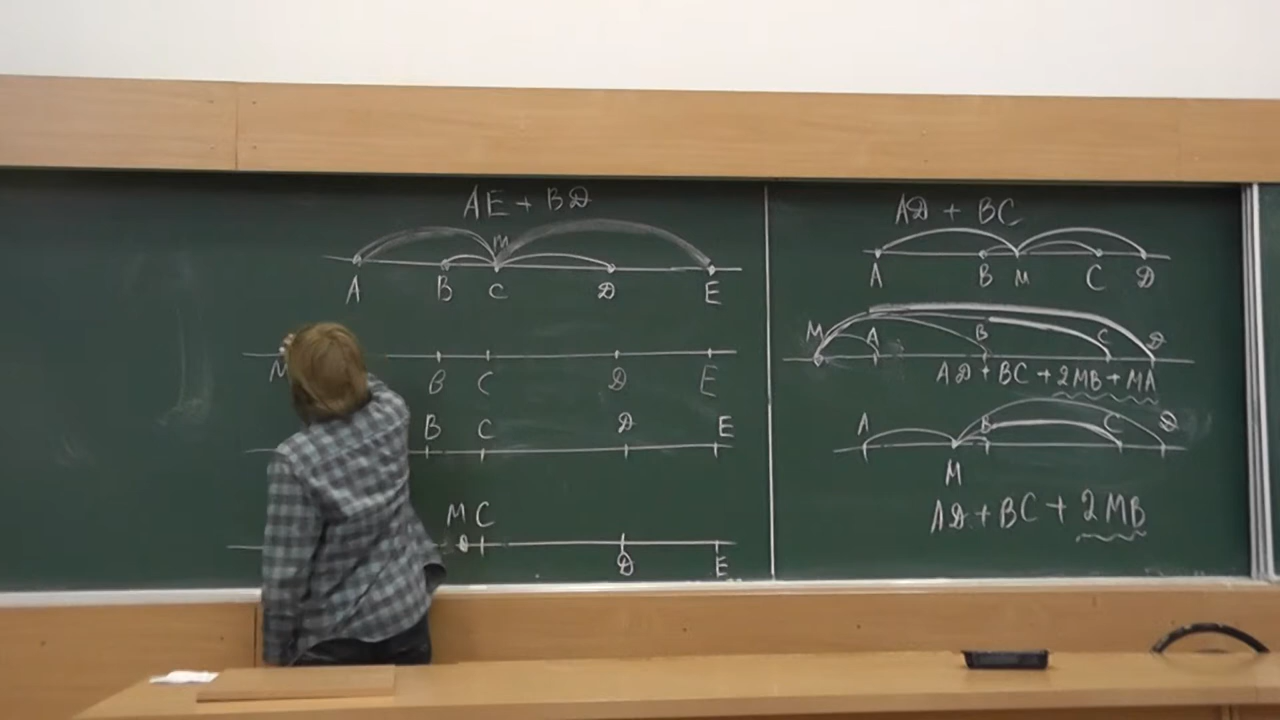 AE + BD
M
A B C D E
M
B C D E
B C D E
M C
D E
AD + BC
A B M C D
M A B C D
AD + BC + 2MB + MA
A B C D
M
AD + BC + 2MB